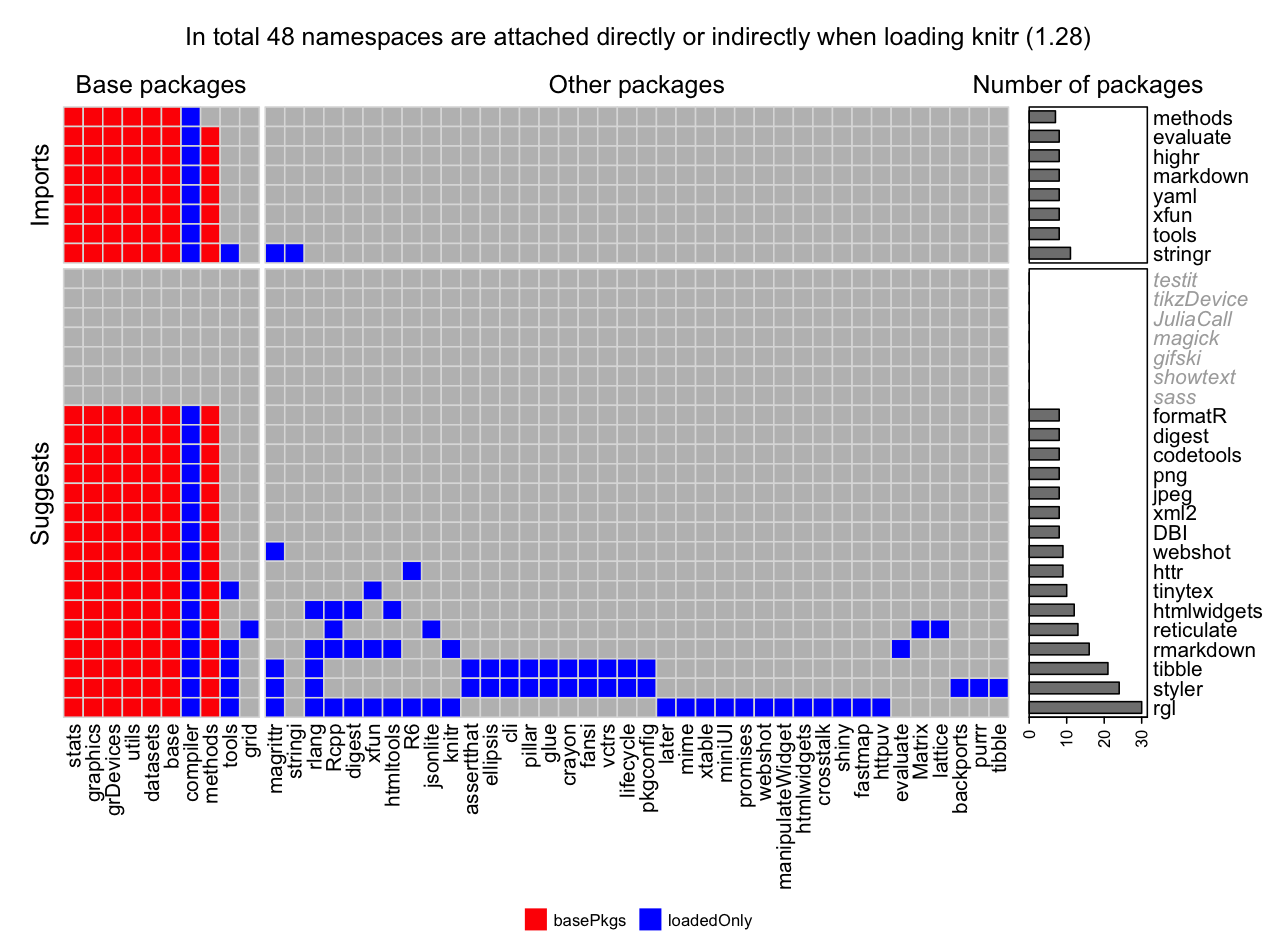 In total 48 namespaces are attached directly or indirectly when loading knitr (1.28)
Base packages
Other packages
Number of packages
Imports
methods
evaluate
highr
markdown
yaml
xfun
tools
stringr
Suggests
testit
tikzDevice
JuliaCall
magick
gifski
showtext
sass
formatR
digest
codetools
png
jpeg
xml2
DBI
webshot
httr
tinytex
htmlwidgets
reticulate
rmarkdown
tibble
styler
rgl
stats
graphics
grDevices
utils
datasets
base
compiler
methods
tools
grid
magrittr
stringi
rlang
Rcpp
digest
xfun
htmltools
R6
jsonlite
knitr
assertthat
ellipsis
cli
pillar
glue
crayon
fansi
vctrs
lifecycle
pkgconfig
later
mime
xtable
miniUI
promises
webshot
manipulateWidget
htmlwidgets
crosstalk
shiny
fastmap
httpuv
evaluate
Matrix
lattice
backports
purrr
tibble
0
10
20
30
basePkgs
loadedOnly